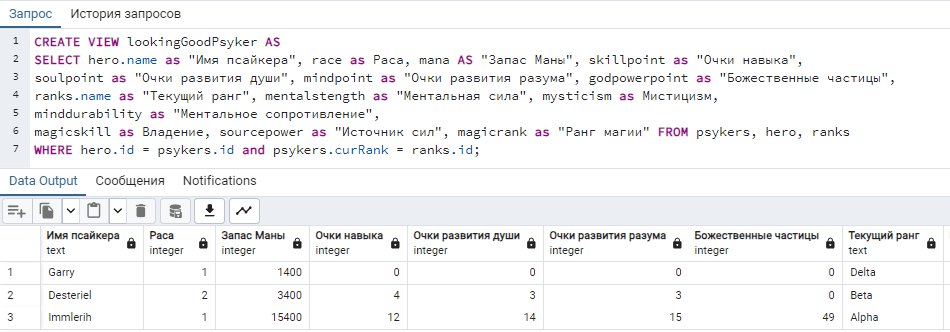 Запрос История запросов
1 CREATE VIEW lookingGoodPsyker AS
2 SELECT hero.name as "Имя псайкера", race as Раса, mana AS "Запас Маны", skillpoint as "Очки навыка",
3 soulpoint as "Очки развития души", mindpoint as "Очки развития разума", godpowerpoint as "Божественные частицы",
4 ranks.name as "Текущий ранг", mentalstength as "Ментальная сила", mysticism as Мистицизм,
5 minddurability as "Ментальное сопротивление",
6 magicskill as Владение, sourcepower as "Источник сил", magicrank as "Ранг магии" FROM psykers, hero, ranks
7 WHERE hero.id = psykers.id and psykers.curRank = ranks.id;
Data Output Сообщения Notifications
Имя псайкера Раса Запас Маны Очки навыка Очки развития души Очки развития разума Божественные частицы Текущий ранг
text integer integer integer integer integer integer text
1 Garry 1 1400 0 0 0 0 Delta
2 Desteriel 2 3400 4 3 3 0 Beta
3 Immlerih 1 15400 12 14 15 49 Alpha